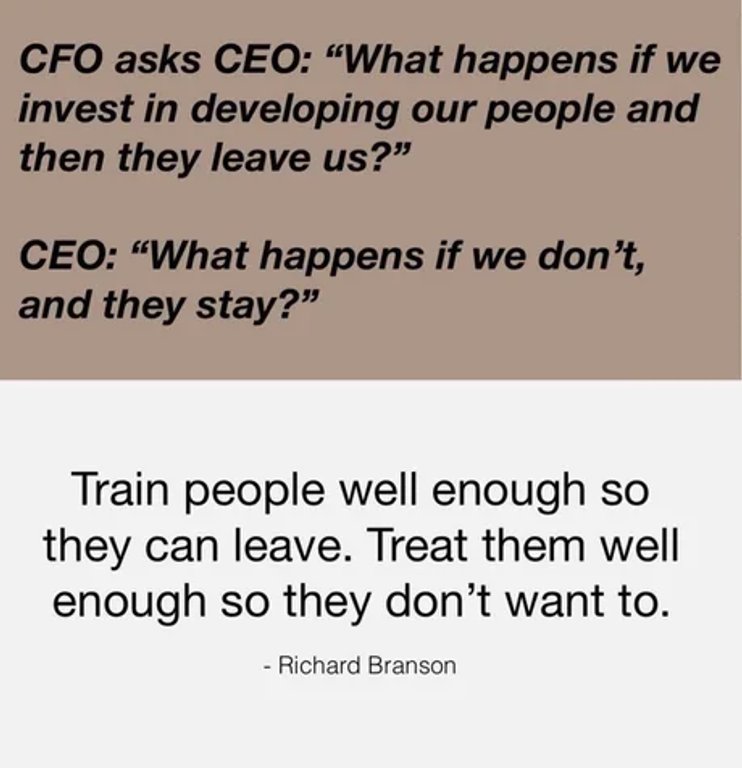 CFO asks CEO: “What happens if we
invest in developing our people and
then they leave us?”
CEO: “What happens if we don’t,
and they stay?”
Train people well enough so
they can leave. Treat them well
enough so they don’t want to.
- Richard Branson